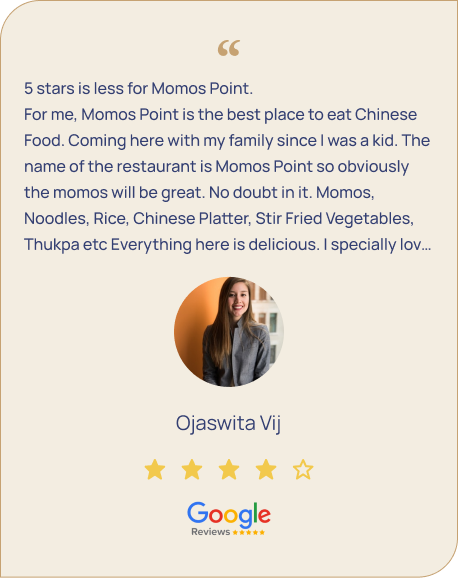 “
5 stars is less for Momos Point.
For me, Momos Point is the best place to eat Chinese
Food. Coming here with my family since I was a kid. The
name of the restaurant is Momos Point so obviously
the momos will be great. No doubt in it. Momos,
Noodles, Rice, Chinese Platter, Stir Fried Vegetables,
Thukpa etc Everything here is delicious. I specially lov...
Ojaswita Vij
Google
Reviews